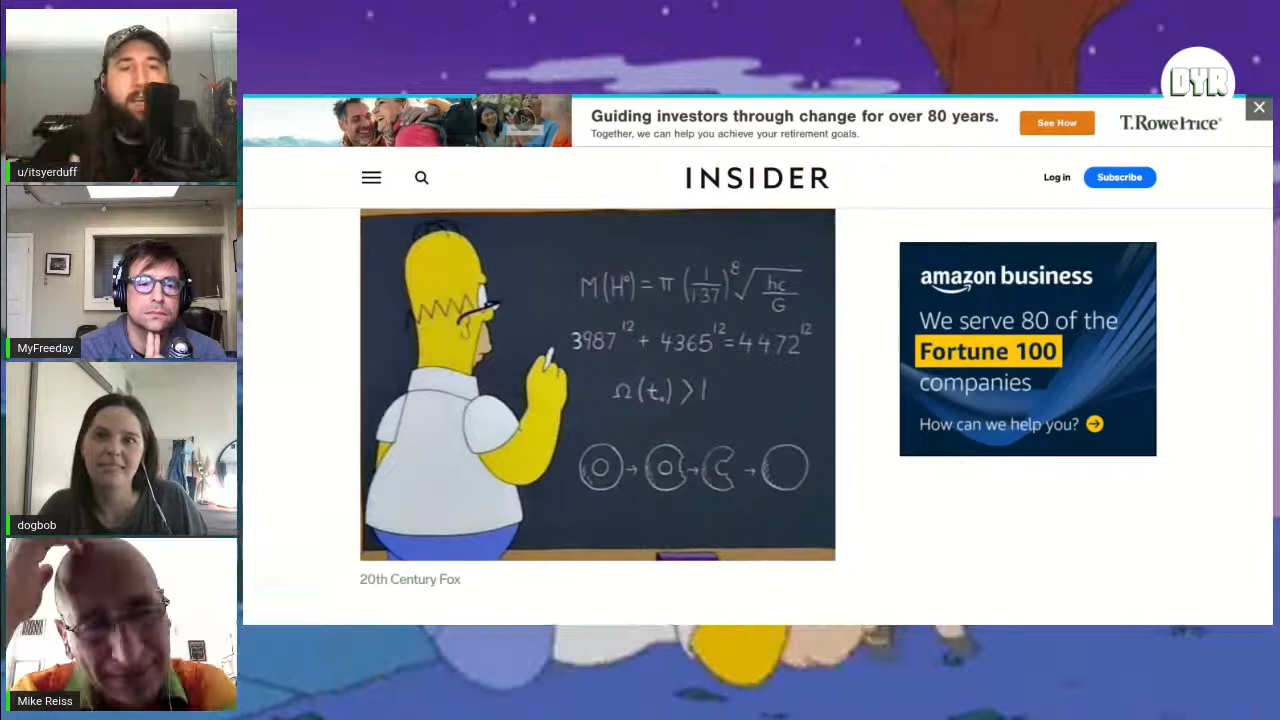 u/itsyerduff
MyFreeday
dogbob
Mike Reiss
DYR
Guiding investors through change for over 80 years.
Together, we can help you achieve your retirement goals.
See How
T.RowePrice
INSIDER
Log in
Subscribe
M(H°) = π (1/137)⁸ √(hc/G)
3987¹² + 4365¹² = 4472¹²
Ω(t₀) > 1
20th Century Fox
amazon business
We serve 80 of the
Fortune 100
companies
How can we help you?